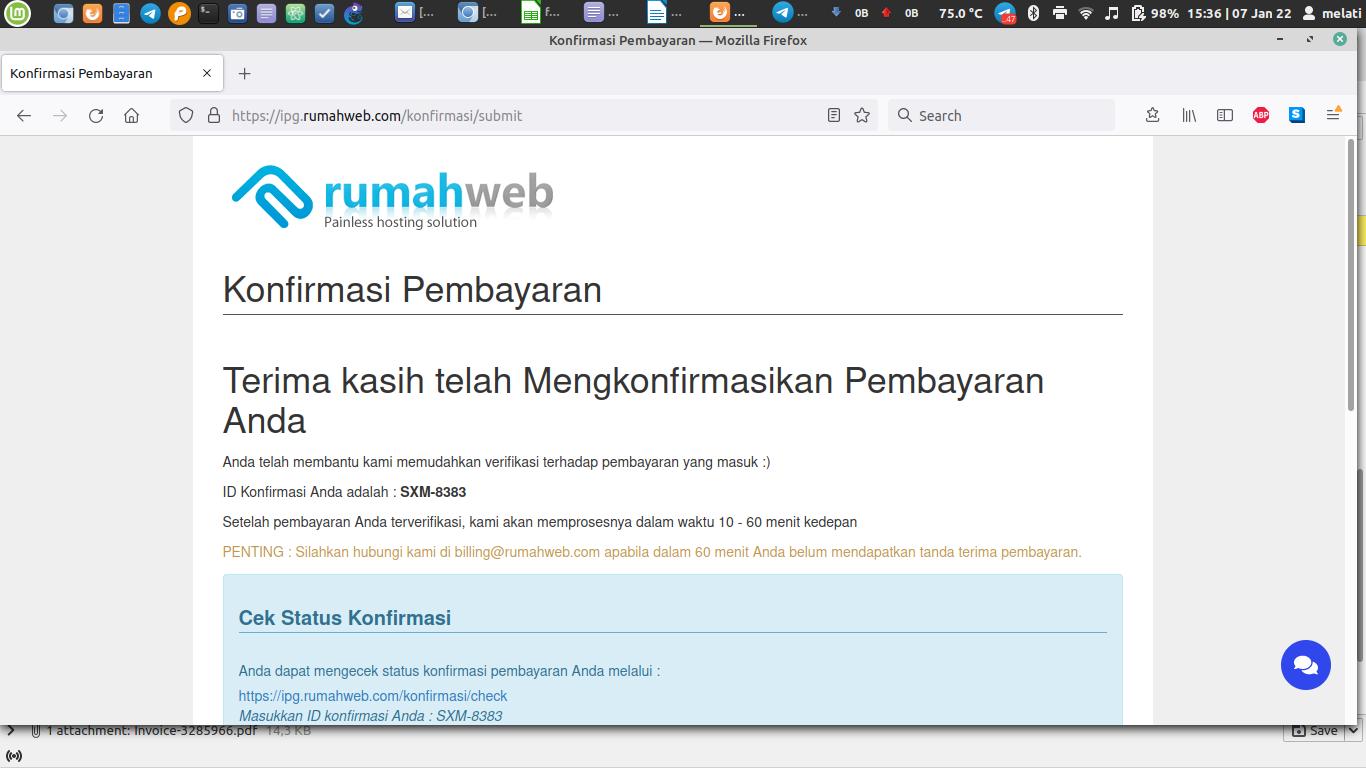 [...
[...
f...
...
...
...
...
0B
0B
75.0 °C
47
98%
15:36 | 07 Jan 22
melati
Konfirmasi Pembayaran — Mozilla Firefox
Konfirmasi Pembayaran
https://ipg.rumahweb.com/konfirmasi/submit
Search
ABP
S
rumahweb
Painless hosting solution
Konfirmasi Pembayaran
Terima kasih telah Mengkonfirmasikan Pembayaran
Anda
Anda telah membantu kami memudahkan verifikasi terhadap pembayaran yang masuk :)
ID Konfirmasi Anda adalah : SXM-8383
Setelah pembayaran Anda terverifikasi, kami akan memprosesnya dalam waktu 10 - 60 menit kedepan
PENTING : Silahkan hubungi kami di billing@rumahweb.com apabila dalam 60 menit Anda belum mendapatkan tanda terima pembayaran.
Cek Status Konfirmasi
Anda dapat mengecek status konfirmasi pembayaran Anda melalui :
https://ipg.rumahweb.com/konfirmasi/check
Masukkan ID konfirmasi Anda : SXM-8383
1 attachment: Invoice-3285966.pdf 14,3 KB
Save